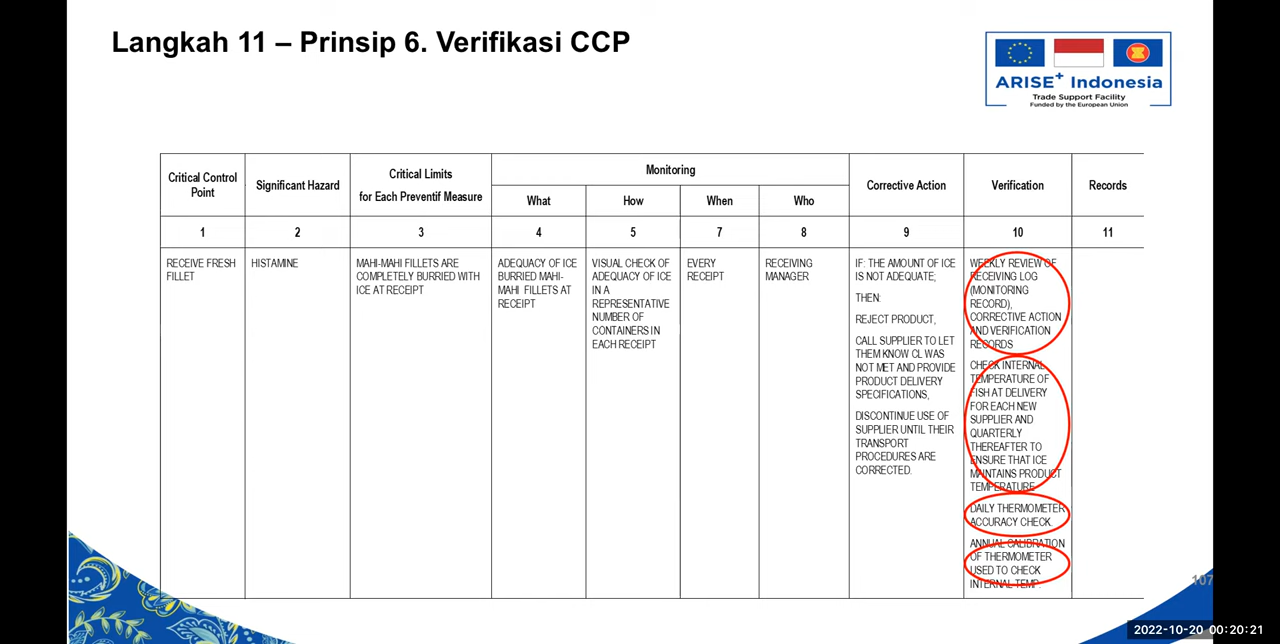 Langkah 11 – Prinsip 6. Verifikasi CCP
ARISE+ Indonesia
Trade Support Facility
Funded by the European Union
Critical Control
Point
Significant Hazard
Critical Limits
for Each Preventif Measure
Monitoring
What
How
When
Who
Corrective Action
Verification
Records
1
2
3
4
5
7
8
9
10
11
RECEIVE FRESH
FILLET
HISTAMINE
MAHI-MAHI FILLETS ARE
COMPLETELY BURRIED WITH
ICE AT RECEIPT
ADEQUACY OF ICE
BURRIED MAHI-
MAHI FILLETS AT
RECEIPT
VISUAL CHECK OF
ADEQUACY OF ICE
IN A
REPRESENTATIVE
NUMBER OF
CONTAINERS IN
EACH RECEIPT
EVERY
RECEIPT
RECEIVING
MANAGER
IF: THE AMOUNT OF ICE
IS NOT ADEQUATE;
THEN:
REJECT PRODUCT,
CALL SUPPLIER TO LET
THEM KNOW CL WAS
NOT MET AND PROVIDE
PRODUCT DELIVERY
SPECIFICATIONS,
DISCONTINUE USE OF
SUPPLIER UNTIL THEIR
TRANSPORT
PROCEDURES ARE
CORRECTED.
WEEKLY REVIEW OF
RECEIVING LOG
(MONITORING
RECORD),
CORRECTIVE ACTION
AND VERIFICATION
RECORDS
CHECK INTERNAL
TEMPERATURE OF
FISH AT DELIVERY
FOR EACH NEW
SUPPLIER AND
QUARTERLY
THEREAFTER TO
ENSURE THAT ICE
MAINTAINS PRODUCT
TEMPERATURE
DAILY THERMOMETER
ACCURACY CHECK.
ANNUAL CALIBRATION
OF THERMOMETER
USED TO CHECK
INTERNAL TEMP.
107
2022-10-20 00:20:21